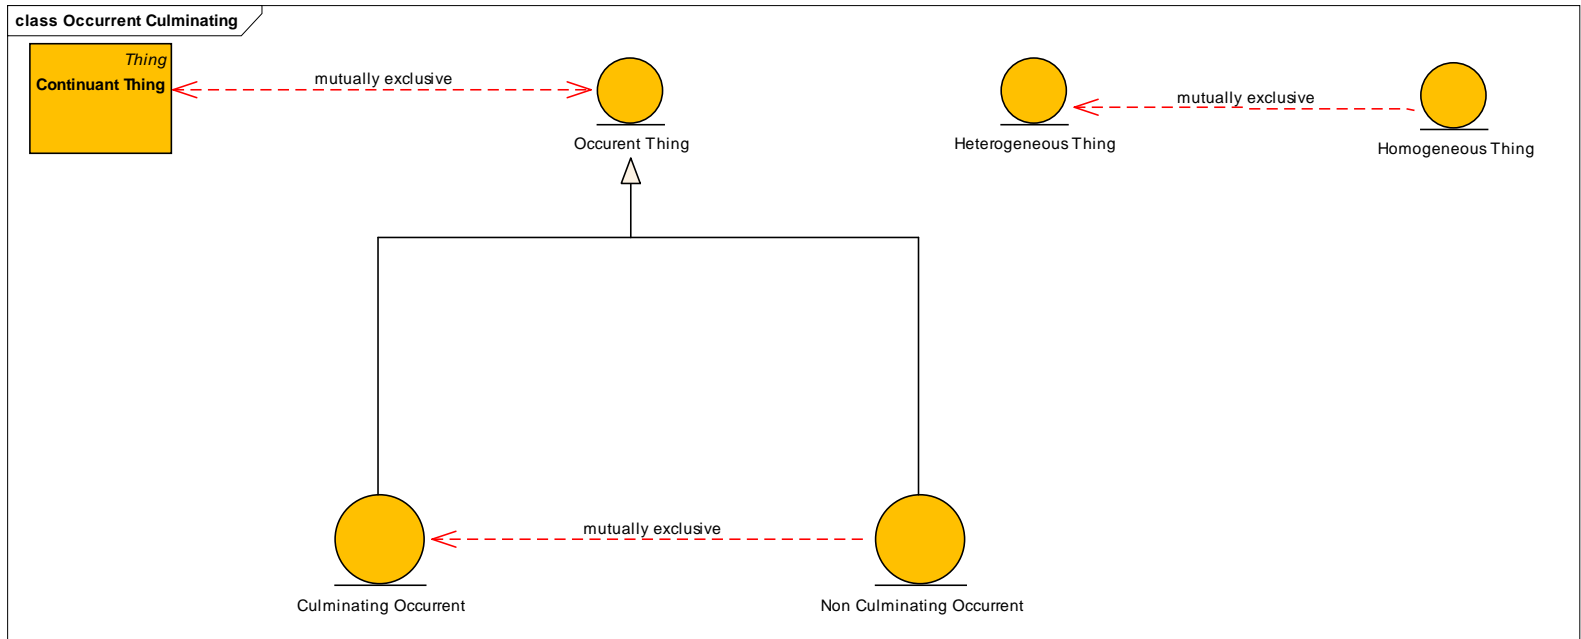 class Occurrent Culminating
Thing
Continuant Thing
mutually exclusive
Occurent Thing
Heterogeneous Thing
mutually exclusive
Homogeneous Thing
mutually exclusive
Culminating Occurrent
Non Culminating Occurrent